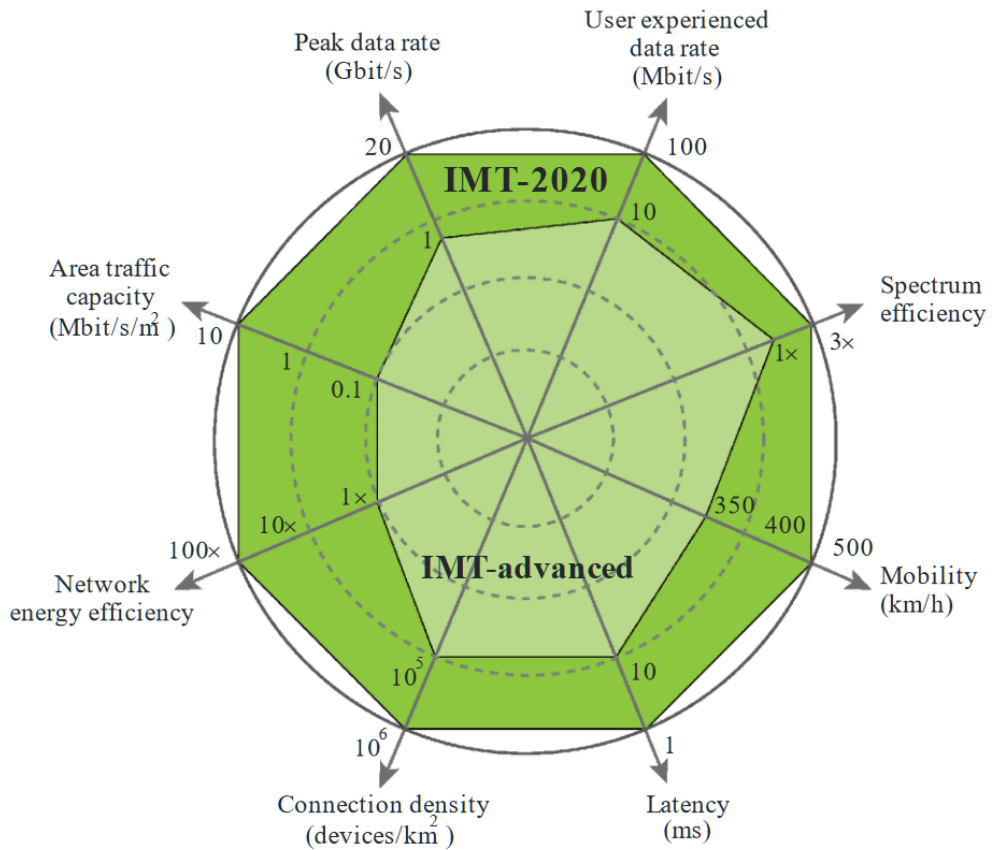 Peak data rate
(Gbit/s)
User experienced
data rate
(Mbit/s)
20
100
IMT-2020
1
10
Area traffic
capacity
(Mbit/s/m²)
10
1
0.1
Spectrum
efficiency
1×
3×
1×
10×
100×
350
400
500
Network
energy efficiency
Mobility
(km/h)
IMT-advanced
10⁵
10
10⁶
1
Connection density
(devices/km²)
Latency
(ms)